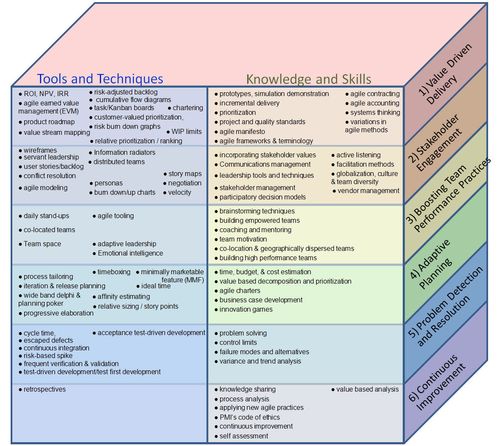 Tools and Techniques
Knowledge and Skills
1) Value Driven
Delivery
• ROI, NPV, IRR
• agile earned value
management (EVM)
• product roadmap
• value stream mapping
• risk-adjusted backlog
• cumulative flow diagrams
• task/Kanban boards
• chartering
• customer-valued prioritization,
• risk burn down graphs
• WIP limits
• relative prioritization / ranking
• prototypes, simulation demonstration
• incremental delivery
• prioritization
• project and quality standards
• agile manifesto
• agile frameworks & terminology
• agile contracting
• agile accounting
• systems thinking
• variations in
agile methods
2) Stakeholder
Engagement
• wireframes
• servant leadership
• user stories/backlog
• conflict resolution
• agile modeling
• Information radiators
• distributed teams
• personas
• burn down/up charts
• story maps
• negotiation
• velocity
• incorporating stakeholder values
• Communications management
• leadership tools and techniques
• stakeholder management
• participatory decision models
• active listening
• facilitation methods
• globalization, culture
& team diversity
• vendor management
3) Boosting Team
Performance Practices
• daily stand-ups
• co-located teams
• Team space
• agile tooling
• adaptive leadership
• Emotional intelligence
• brainstorming techniques
• building empowered teams
• coaching and mentoring
• team motivation
• co-location & geographically dispersed teams
• building high performance teams
4) Adaptive
Planning
• process tailoring
• iteration & release planning
• wide band delphi &
planning poker
• progressive elaboration
• timeboxing
• minimally marketable
feature (MMF)
• ideal time
• affinity estimating
• relative sizing / story points
• time, budget, & cost estimation
• value based decomposition and prioritization
• agile charters
• business case development
• innovation games
5) Problem Detection
and Resolution
• cycle time,
• escaped defects
• continuous integration
• risk-based spike
• frequent verification & validation
• test-driven development/test first development
• acceptance test-driven development
• problem solving
• control limits
• failure modes and alternatives
• variance and trend analysis
6) Continuous
Improvement
• retrospectives
• knowledge sharing
• process analysis
• applying new agile practices
• PMI's code of ethics
• continuous improvement
• self assessment
• value based analysis